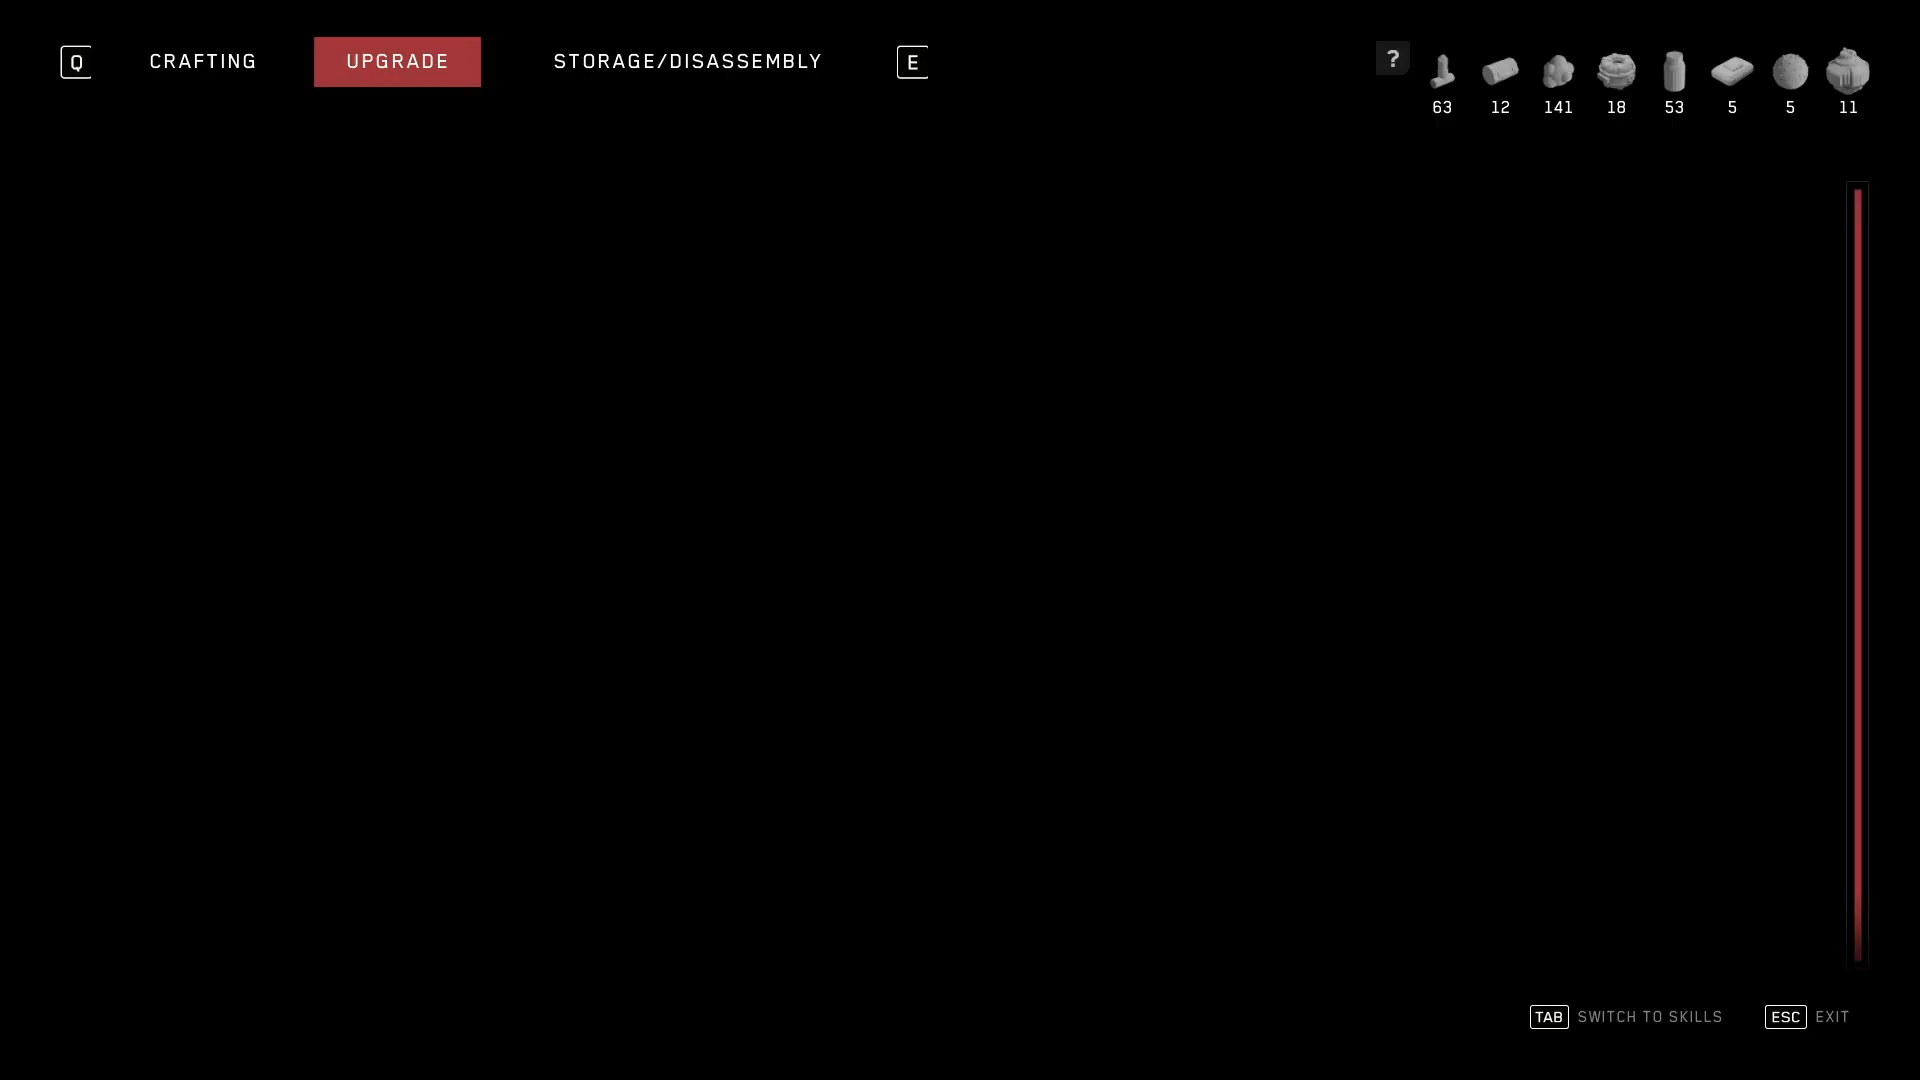 Q CRAFTING UPGRADE STORAGE/DISASSEMBLY E ?
63 12 141 18 53 5 5 11
TAB SWITCH TO SKILLS ESC EXIT